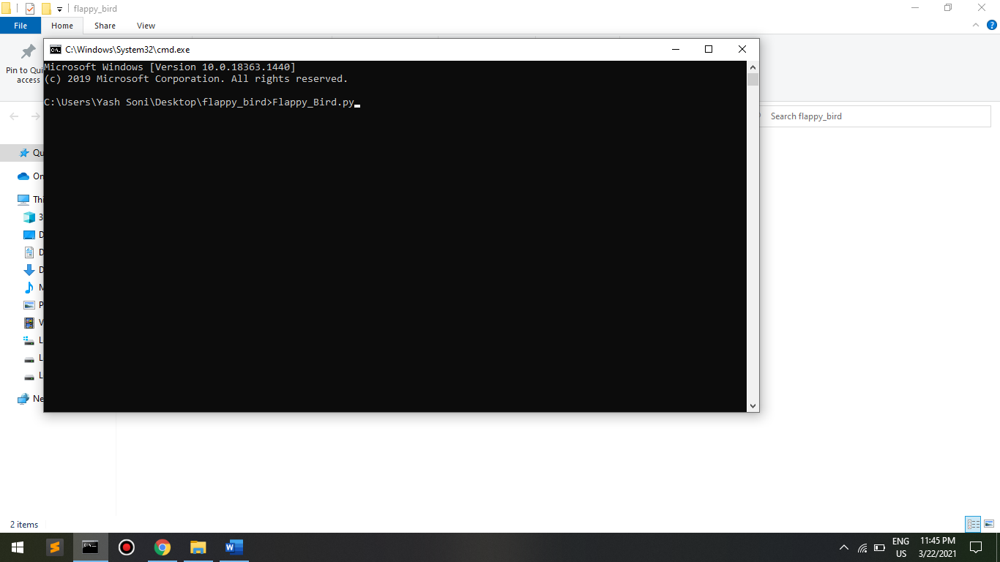 flappy_bird
File Home Share View
C:\Windows\System32\cmd.exe
Microsoft Windows [Version 10.0.18363.1440]
(c) 2019 Microsoft Corporation. All rights reserved.
C:\Users\Yash Soni\Desktop\flappy_bird>Flappy_Bird.py
Pin to Qui
access
Search flappy_bird
Qu
On
Thi
3
D
D
D
M
P
V
L
L
L
Ne
2 items
ENG
US
11:45 PM
3/22/2021